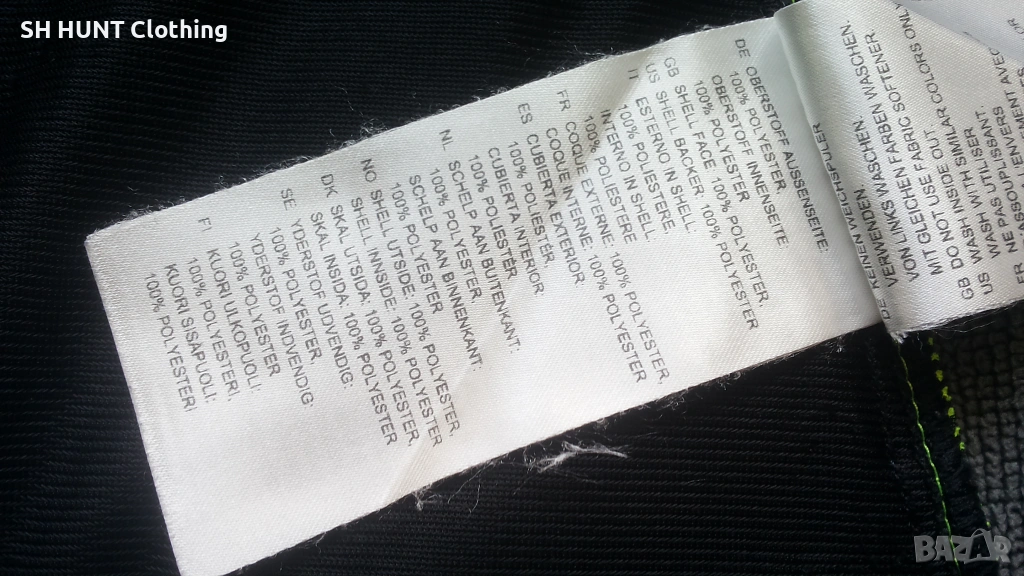 SH HUNT Clothing
DE OBERSTOFF AUSSENSEITE:
100% POLYESTER.
OBERSTOFF INNENSEITE:
100% POLYESTER
GB SHELL FACE: 100% POLYESTER,
US SHELL BACKER: 100% POLYESTER
IT ESTERNO IN SHELL:
100% POLIESTERE.
INTERNO IN SHELL:
100% POLIESTERE
FR COQUE EXTERNE: 100% POLYESTER,
COQUE INTERNE: 100% POLYESTER
ES CUBIERTA EXTERIOR:
100% POLIESTÉR,
CUBIERTA INTERIOR:
100% POLIESTÉR
NL SCHELP AAN BUITENKANT:
100% POLYESTER,
SCHELP AAN BINNENKANT:
100% POLYESTER
NO SHELL UTSIDE: 100% POLYESTER,
SHELL INNSIDE: 100% POLYESTER
DK SKAL UTSIDA: 100% POLYESTER,
SKAL INSIDA: 100% POLYESTER
SE YDERSTOF UDVENDIG:
100% POLYESTER,
YDERSTOF INDVENDIG:
100% POLYESTER
FI KUORI ULKOPUOLI:
100% POLYESTERI,
KUORI SISÄPUOLI:
100% POLYESTERI
DE KEINEN WEICHSPÜLER
VERWENDEN.
VON LINKS WASCHEN.
MIT GLEICHEN FARBEN WASCHEN.
GB DO NOT USE FABRIC SOFTENER
US WASH INSIDE OUT
WASH WITH SIMILAR COLORS ONLY
FR NE PAS UTILISER
ASSOUPLISSANT.
BAZAR